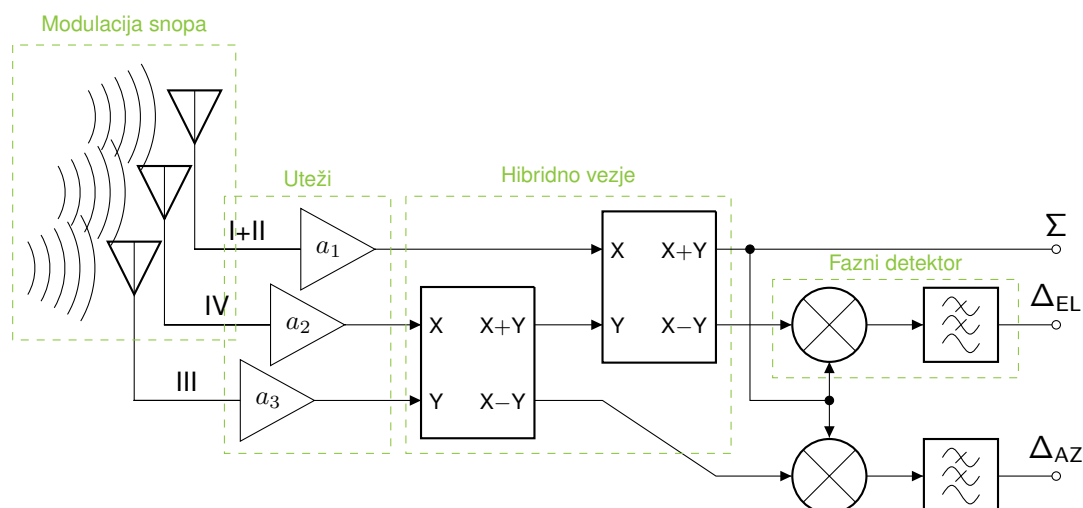 Modulacija snopa
Uteži
Hibridno vezje
I+II
a1
X
X+Y
Σ
Fazni detektor
IV
a2
X
X+Y
Y
X−Y
ΔEL
III
a3
Y
X−Y
ΔAZ